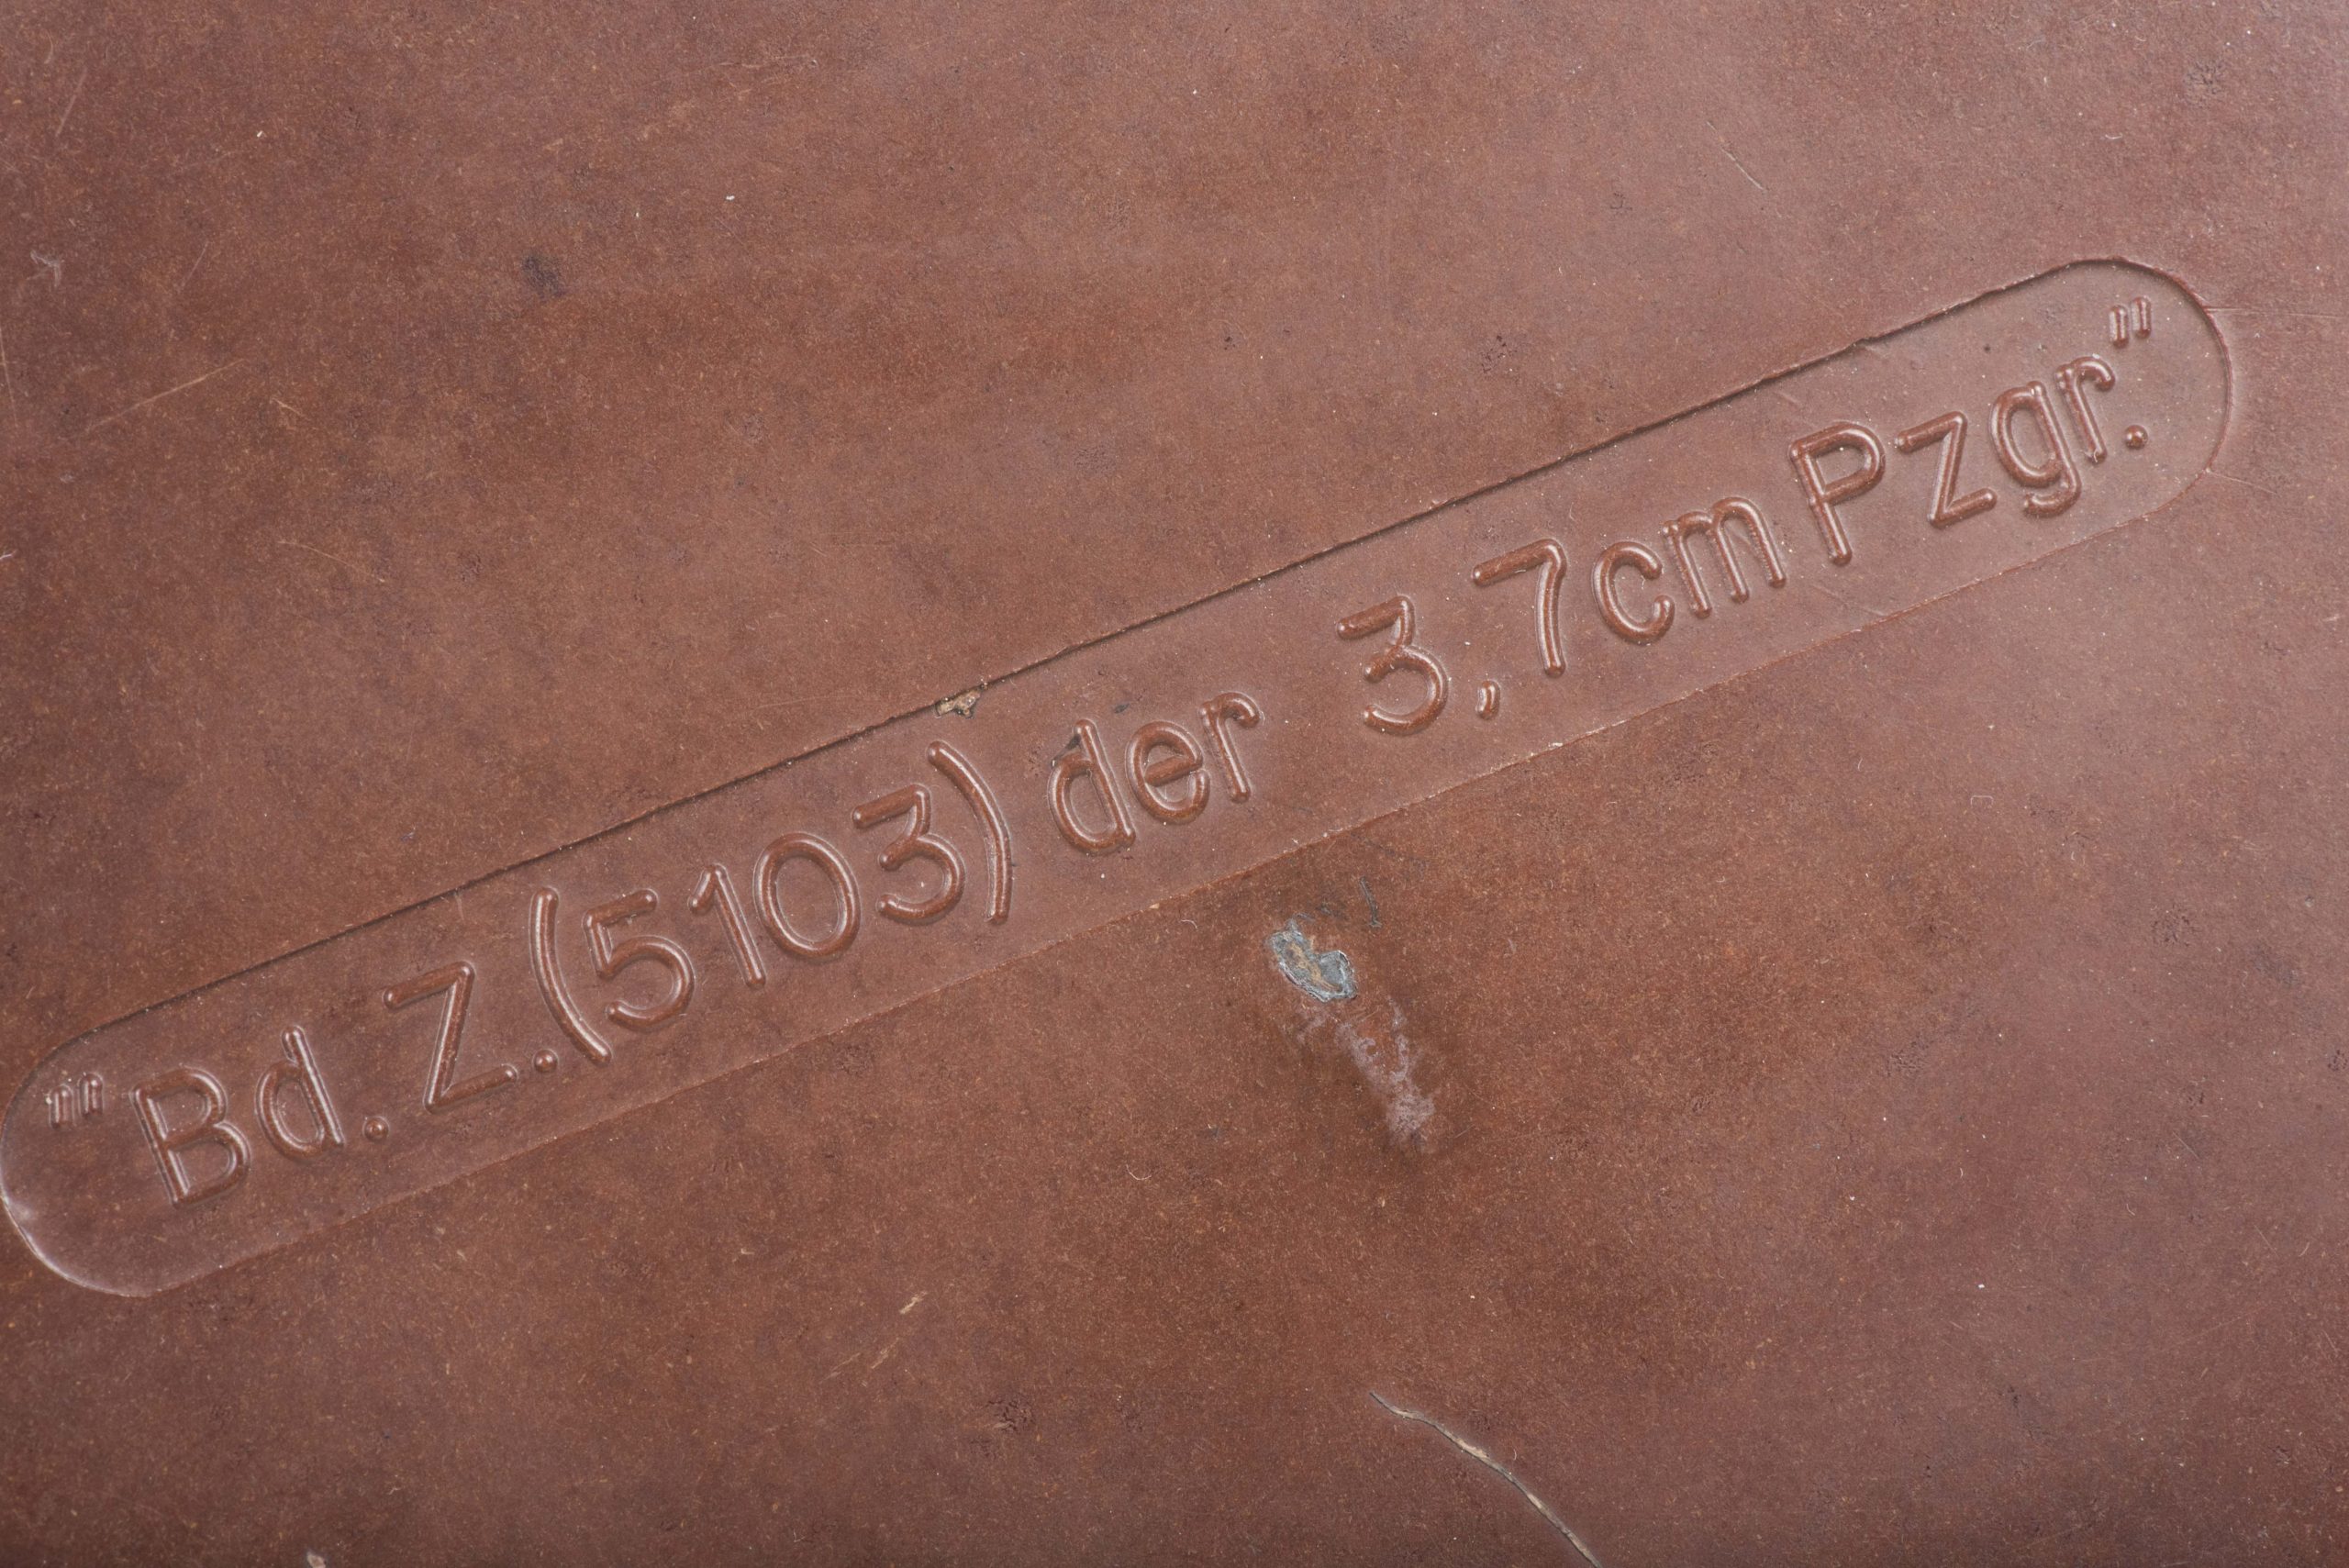 "Bd. Z.(5103) der 3,7cm Pzgr."